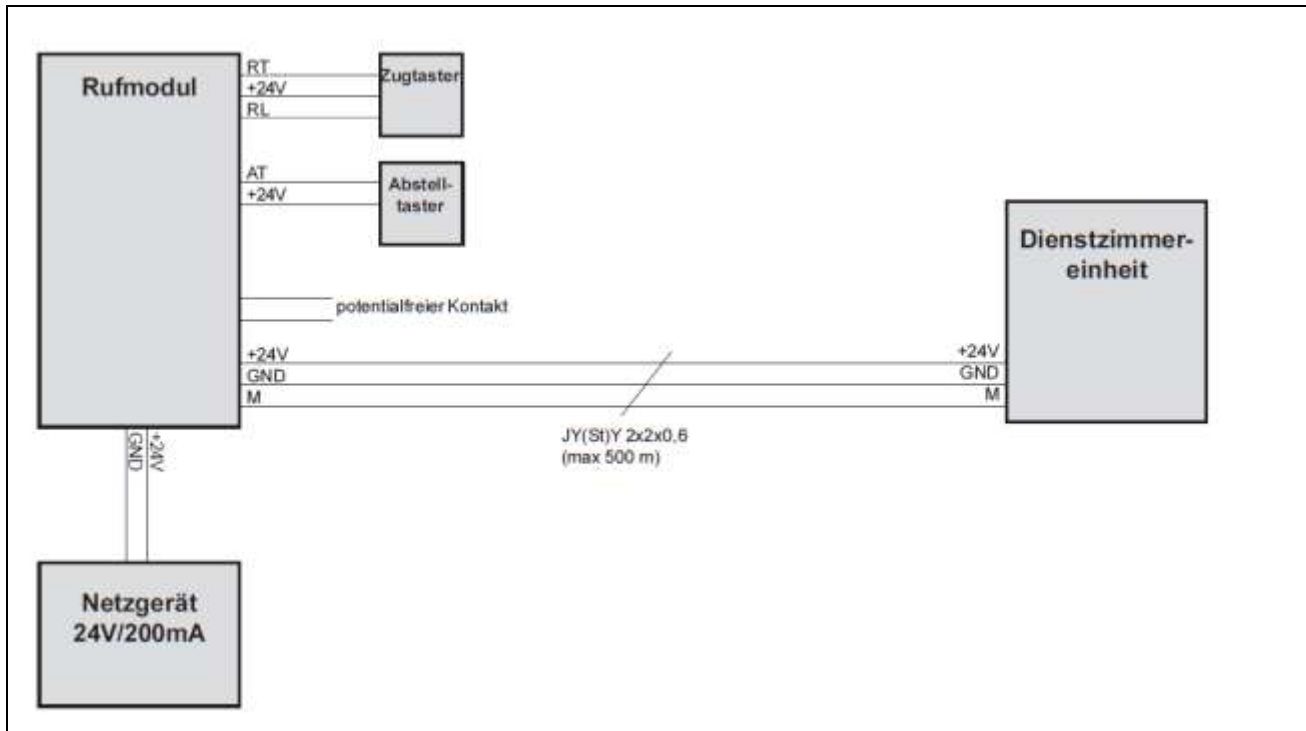 Rufmodul
RT
+24V
RL
Zugtaster
AT
+24V
Abstell-
taster
potentialfreier Kontakt
+24V
GND
M
+24V
GND
M
Dienstzimmer-
einheit
JY(St)Y 2x2x0,6
(max 500 m)
GND
+24V
Netzgerät
24V/200mA